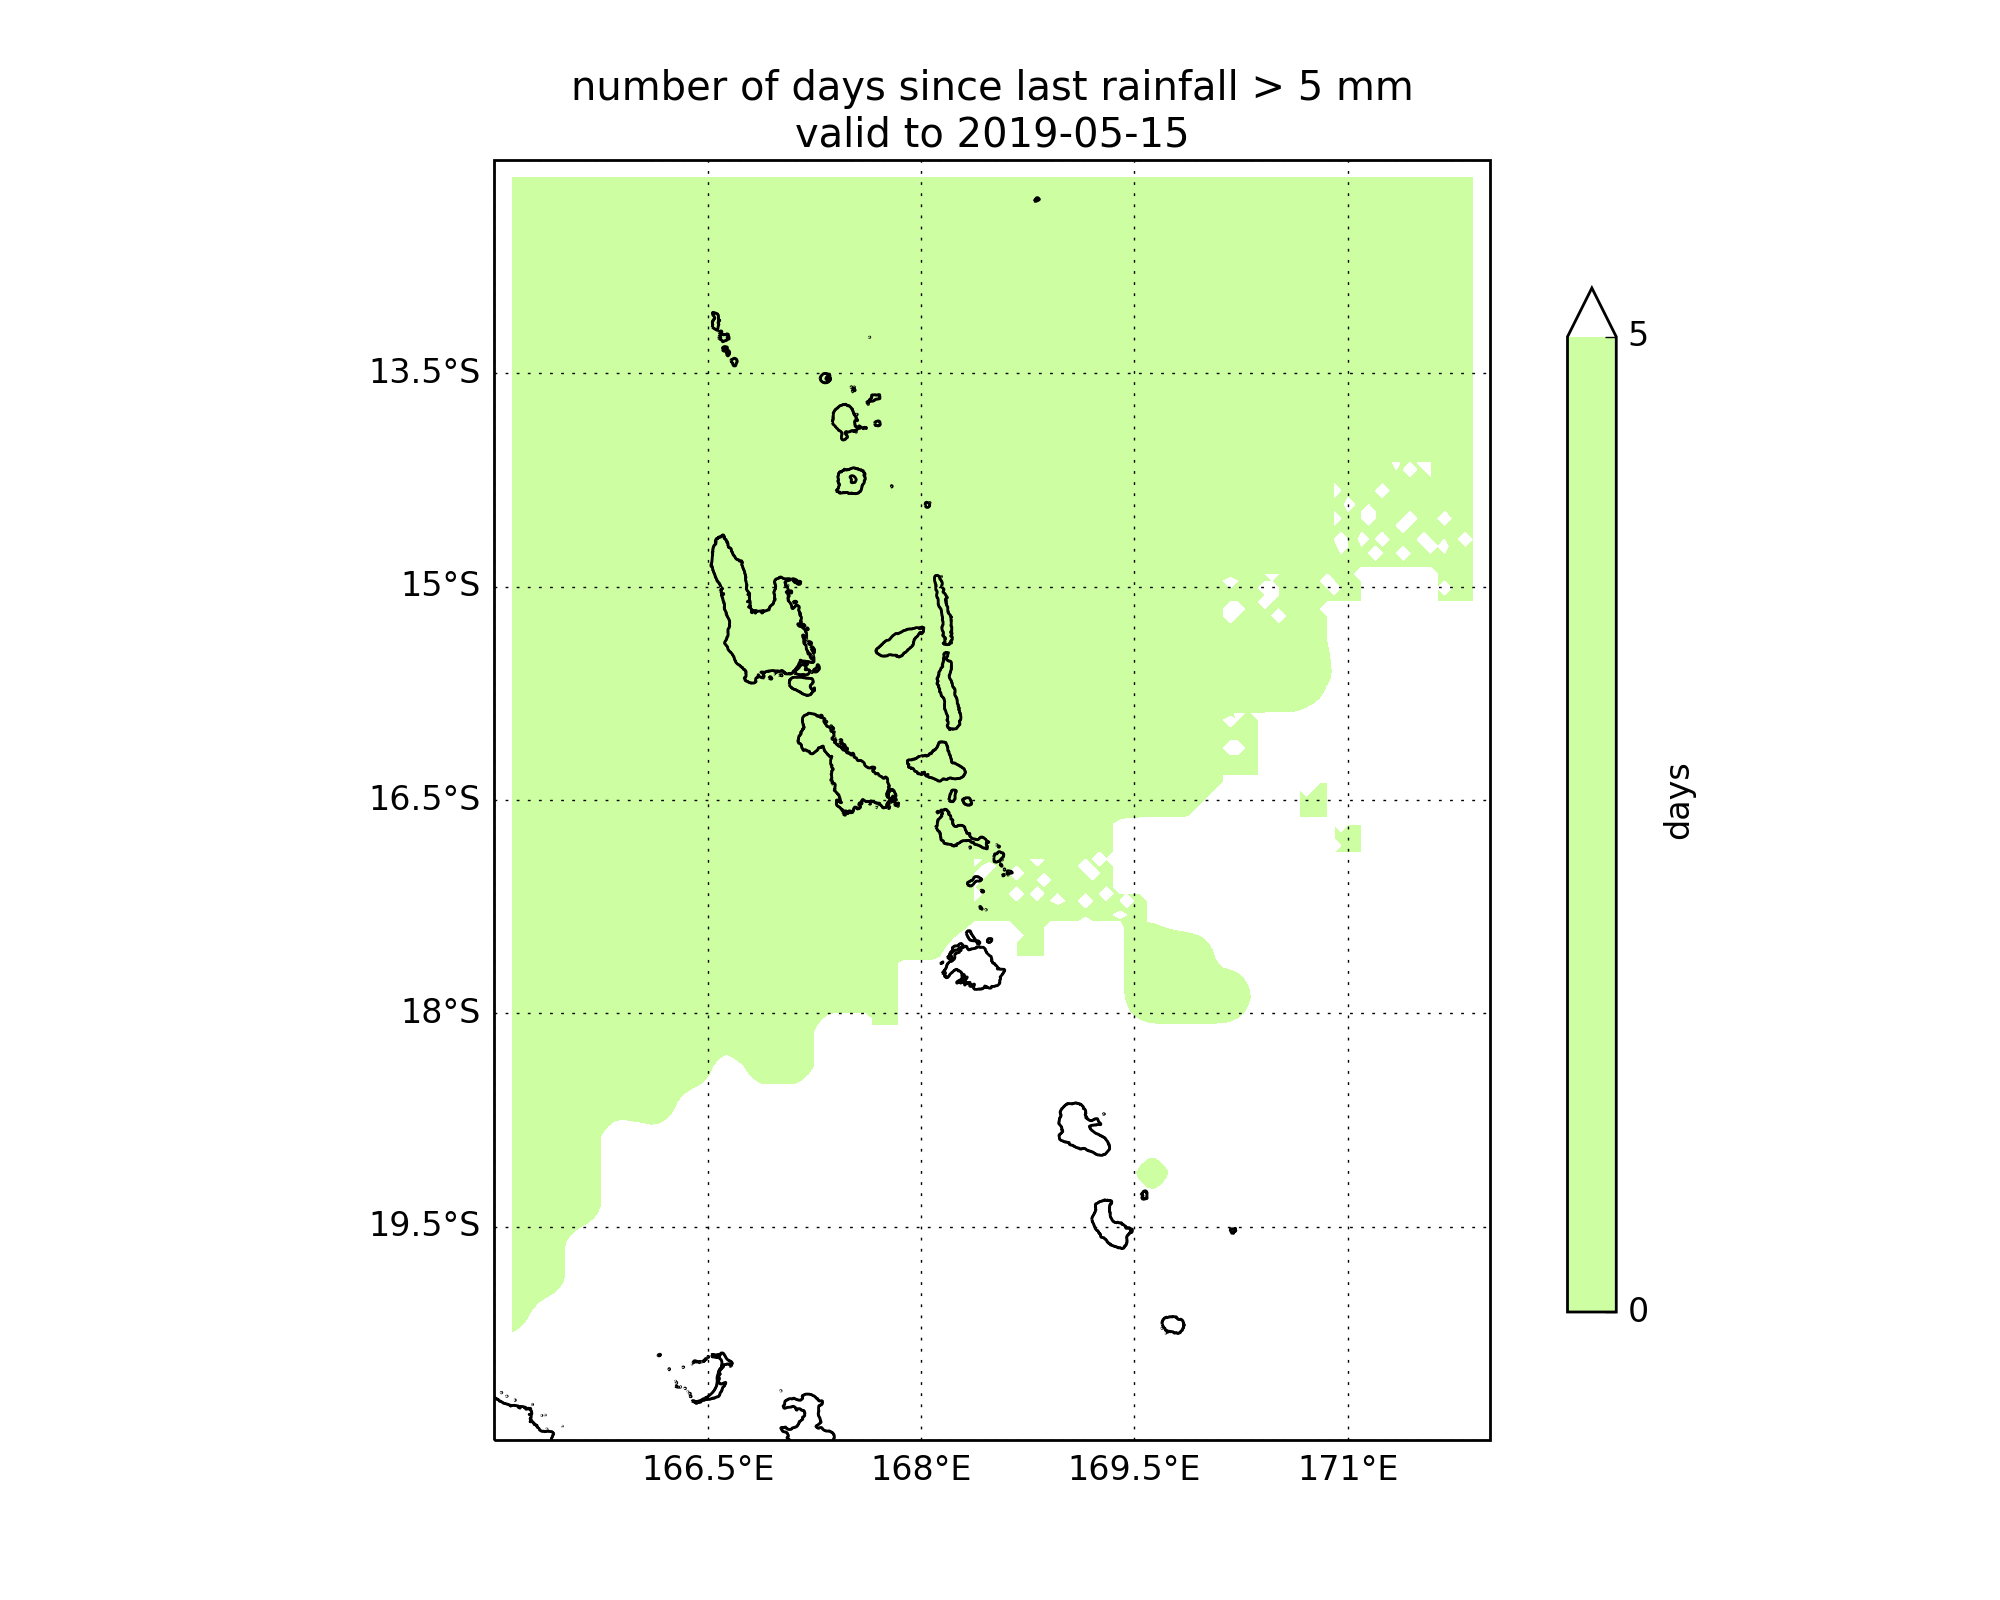 number of days since last rainfall > 5 mm
valid to 2019-05-15
13.5°S
15°S
16.5°S
18°S
19.5°S
166.5°E
168°E
169.5°E
171°E
5
0
days